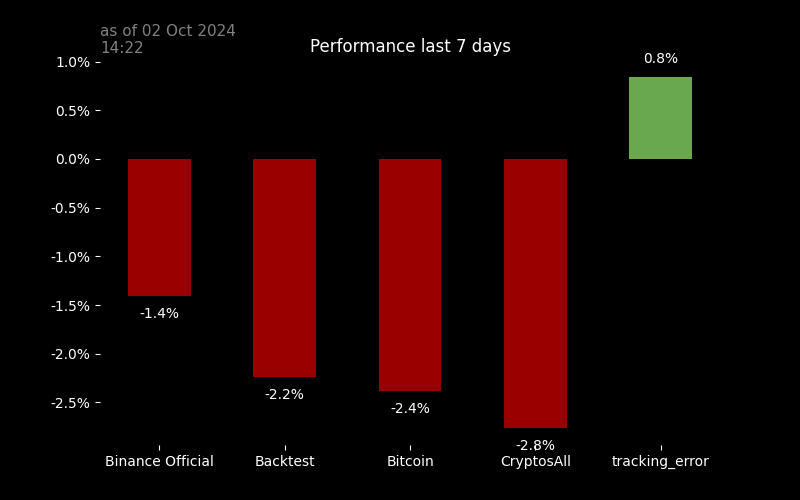 as of 02 Oct 2024
14:22
Performance last 7 days
1.0%
0.5%
0.0%
-0.5%
-1.0%
-1.5%
-2.0%
-2.5%
-1.4%
-2.2%
-2.4%
-2.8%
0.8%
Binance Official
Backtest
Bitcoin
CryptosAll
tracking_error